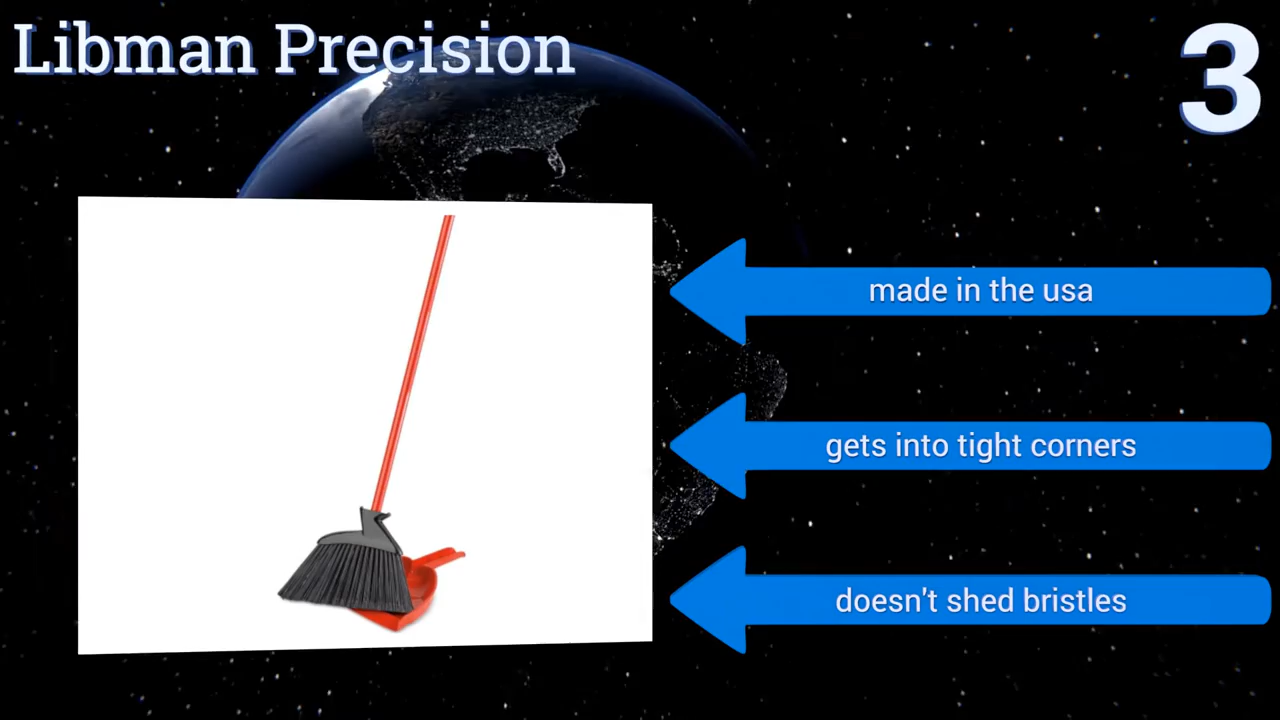 Libman Precision
3
made in the usa
gets into tight corners
doesn't shed bristles